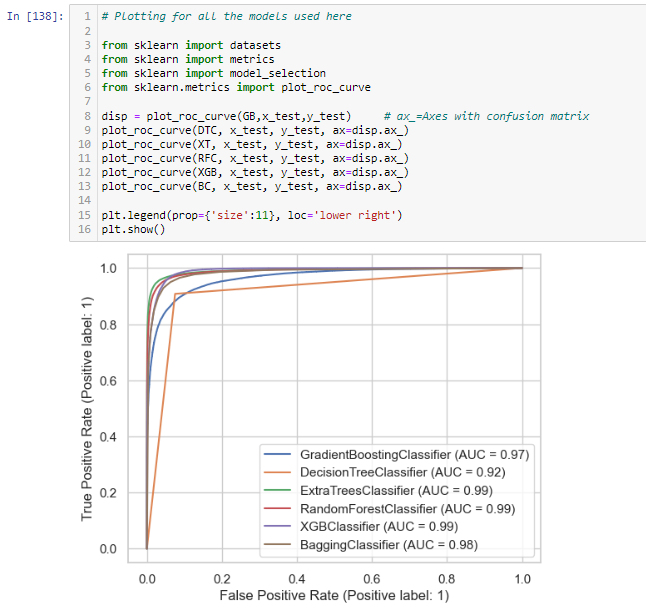 In [138]:
1 # Plotting for all the models used here
2
3 from sklearn import datasets
4 from sklearn import metrics
5 from sklearn import model_selection
6 from sklearn.metrics import plot_roc_curve
7
8 disp = plot_roc_curve(GB,x_test,y_test)     # ax_=Axes with confusion matrix
9 plot_roc_curve(DTC, x_test, y_test, ax=disp.ax_)
10 plot_roc_curve(XT, x_test, y_test, ax=disp.ax_)
11 plot_roc_curve(RFC, x_test, y_test, ax=disp.ax_)
12 plot_roc_curve(XGB, x_test, y_test, ax=disp.ax_)
13 plot_roc_curve(BC, x_test, y_test, ax=disp.ax_)
14
15 plt.legend(prop={'size':11}, loc='lower right')
16 plt.show()
True Positive Rate (Positive label: 1)
1.0
0.8
0.6
0.4
0.2
0.0
GradientBoostingClassifier (AUC = 0.97)
DecisionTreeClassifier (AUC = 0.92)
ExtraTreesClassifier (AUC = 0.99)
RandomForestClassifier (AUC = 0.99)
XGBClassifier (AUC = 0.99)
BaggingClassifier (AUC = 0.98)
0.0 0.2 0.4 0.6 0.8 1.0
False Positive Rate (Positive label: 1)